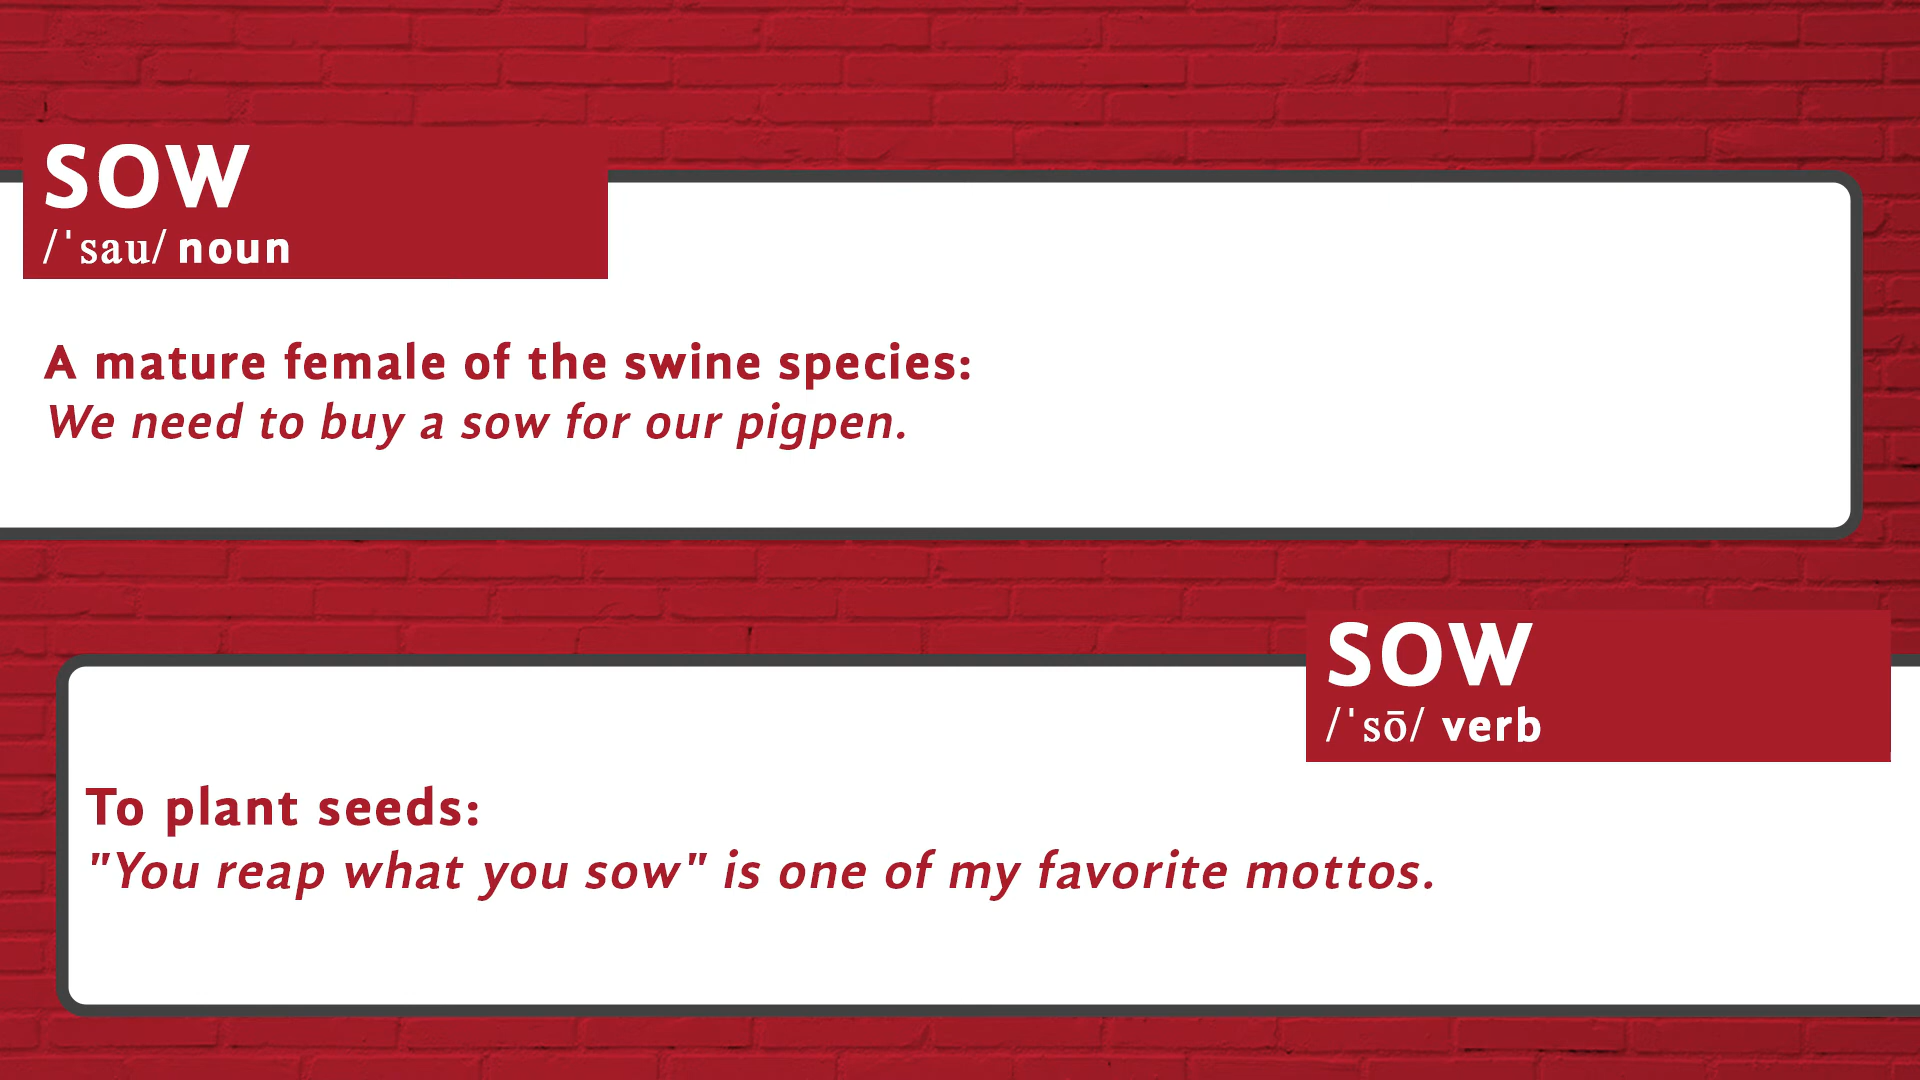 SOW
/ˈsau/ noun
A mature female of the swine species:
We need to buy a sow for our pigpen.
SOW
/ˈsō/ verb
To plant seeds:
"You reap what you sow" is one of my favorite mottos.